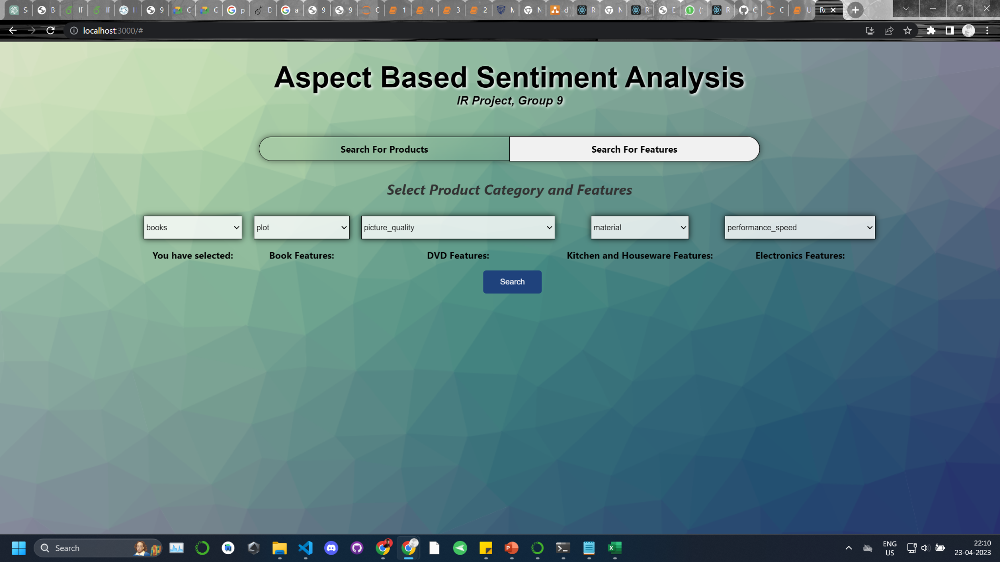 S B IF IF H 9 G G p D a 9 9 C 1 4 3 2 M N d R N R E ( R C C U Re
localhost:3000/#
Aspect Based Sentiment Analysis
IR Project, Group 9
Search For Products Search For Features
Select Product Category and Features
books plot picture_quality material performance_speed
You have selected: Book Features: DVD Features: Kitchen and Houseware Features: Electronics Features:
Search
Search ENG 22:10
US 23-04-2023